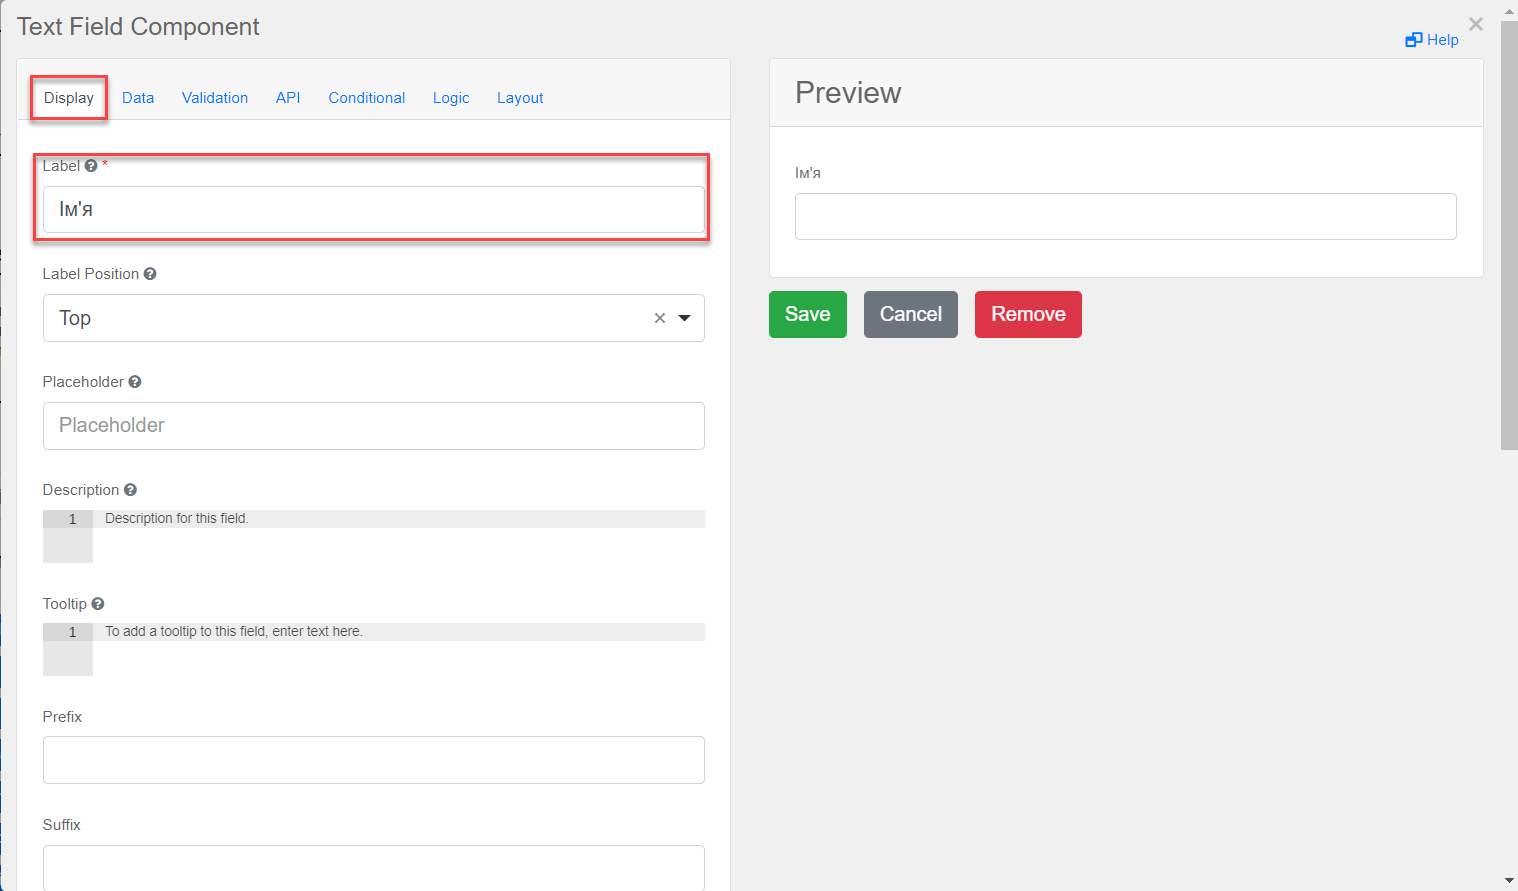 Text Field Component
Help
Display Data Validation API Conditional Logic Layout
Label *
Ім'я
Label Position
Top
Placeholder
Placeholder
Description
1 Description for this field.
Tooltip
1 To add a tooltip to this field, enter text here.
Prefix
Suffix
Preview
Ім'я
Save Cancel Remove